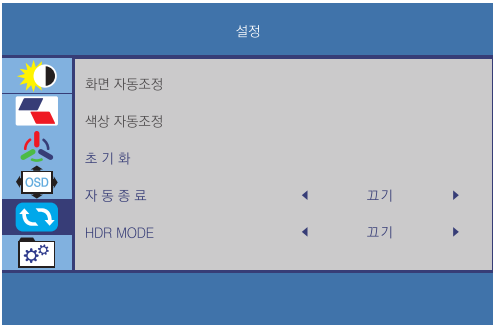 설정
화면 자동조정
색상 자동조정
초 기 화
OSD
자 동 종 료 끄기
HDR MODE 끄기